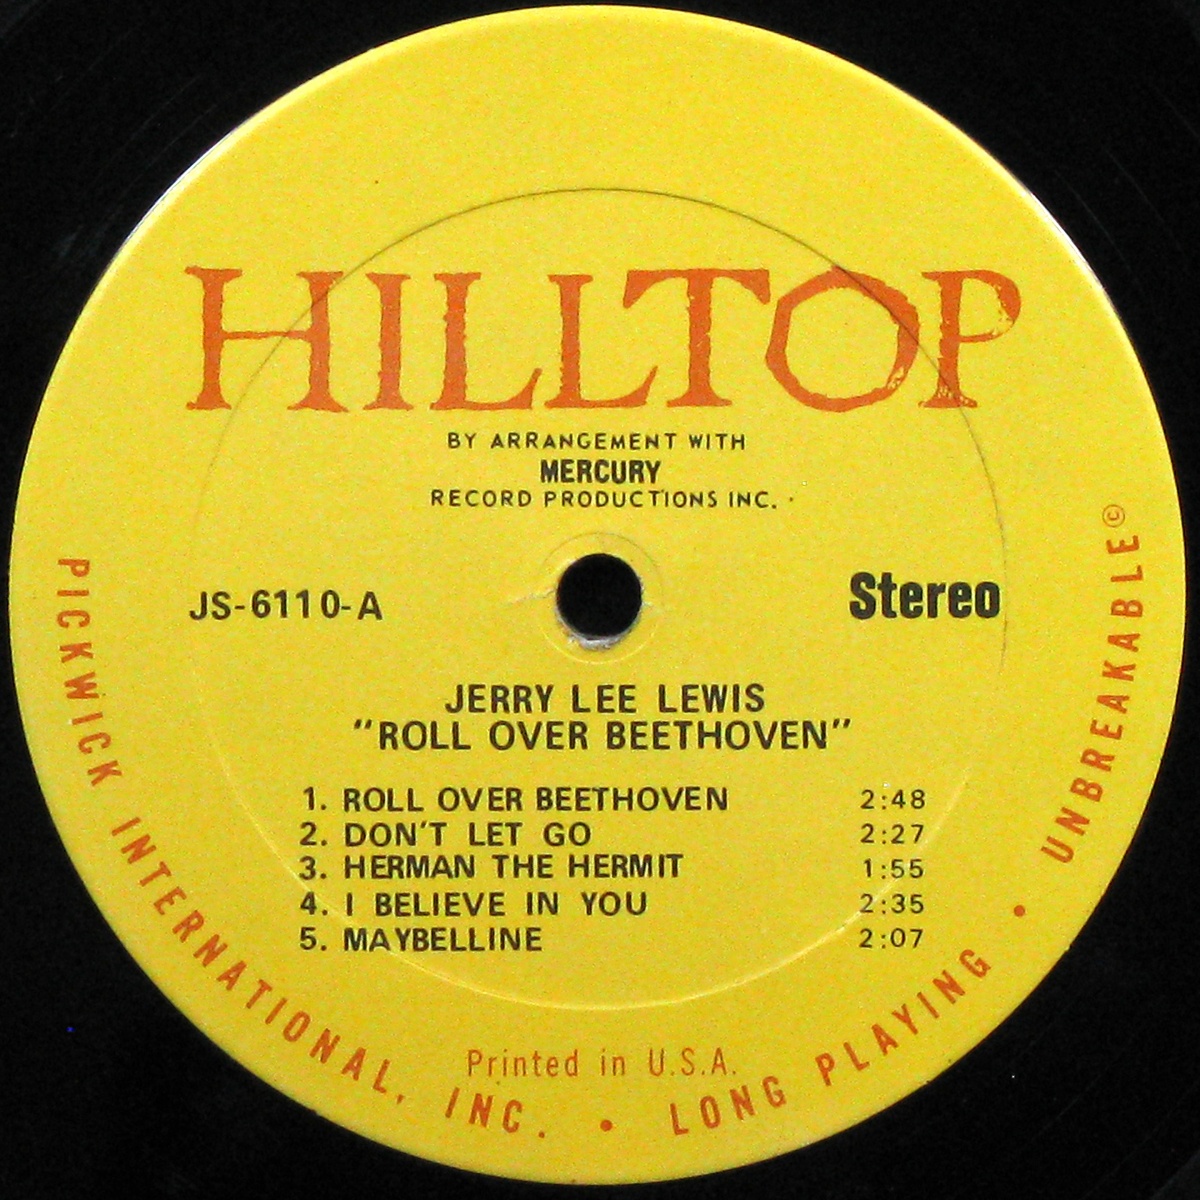 HILLTOP
BY ARRANGEMENT WITH
MERCURY
RECORD PRODUCTIONS INC.
JS-6110-A
Stereo
JERRY LEE LEWIS
"ROLL OVER BEETHOVEN"
1. ROLL OVER BEETHOVEN 2:48
2. DON'T LET GO 2:27
3. HERMAN THE HERMIT 1:55
4. I BELIEVE IN YOU 2:35
5. MAYBELLINE 2:07
Printed in U.S.A.
PICKWICK INTERNATIONAL, INC. • LONG PLAYING • UNBREAKABLE ©